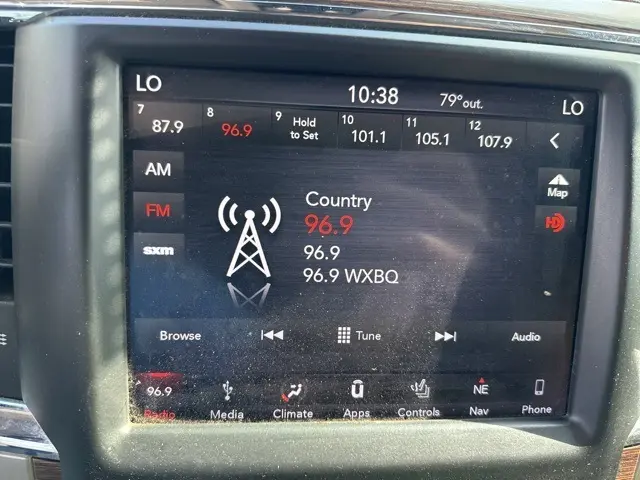 LO 10:38 79° out. LO
7 87.9 8 96.9 9 Hold to Set 10 101.1 11 105.1 12 107.9
AM
FM
sxm
Country
96.9
96.9
96.9 WXBQ
Map
HD
Browse Tune Audio
96.9 NE
Radio Media Climate Apps Controls Nav Phone